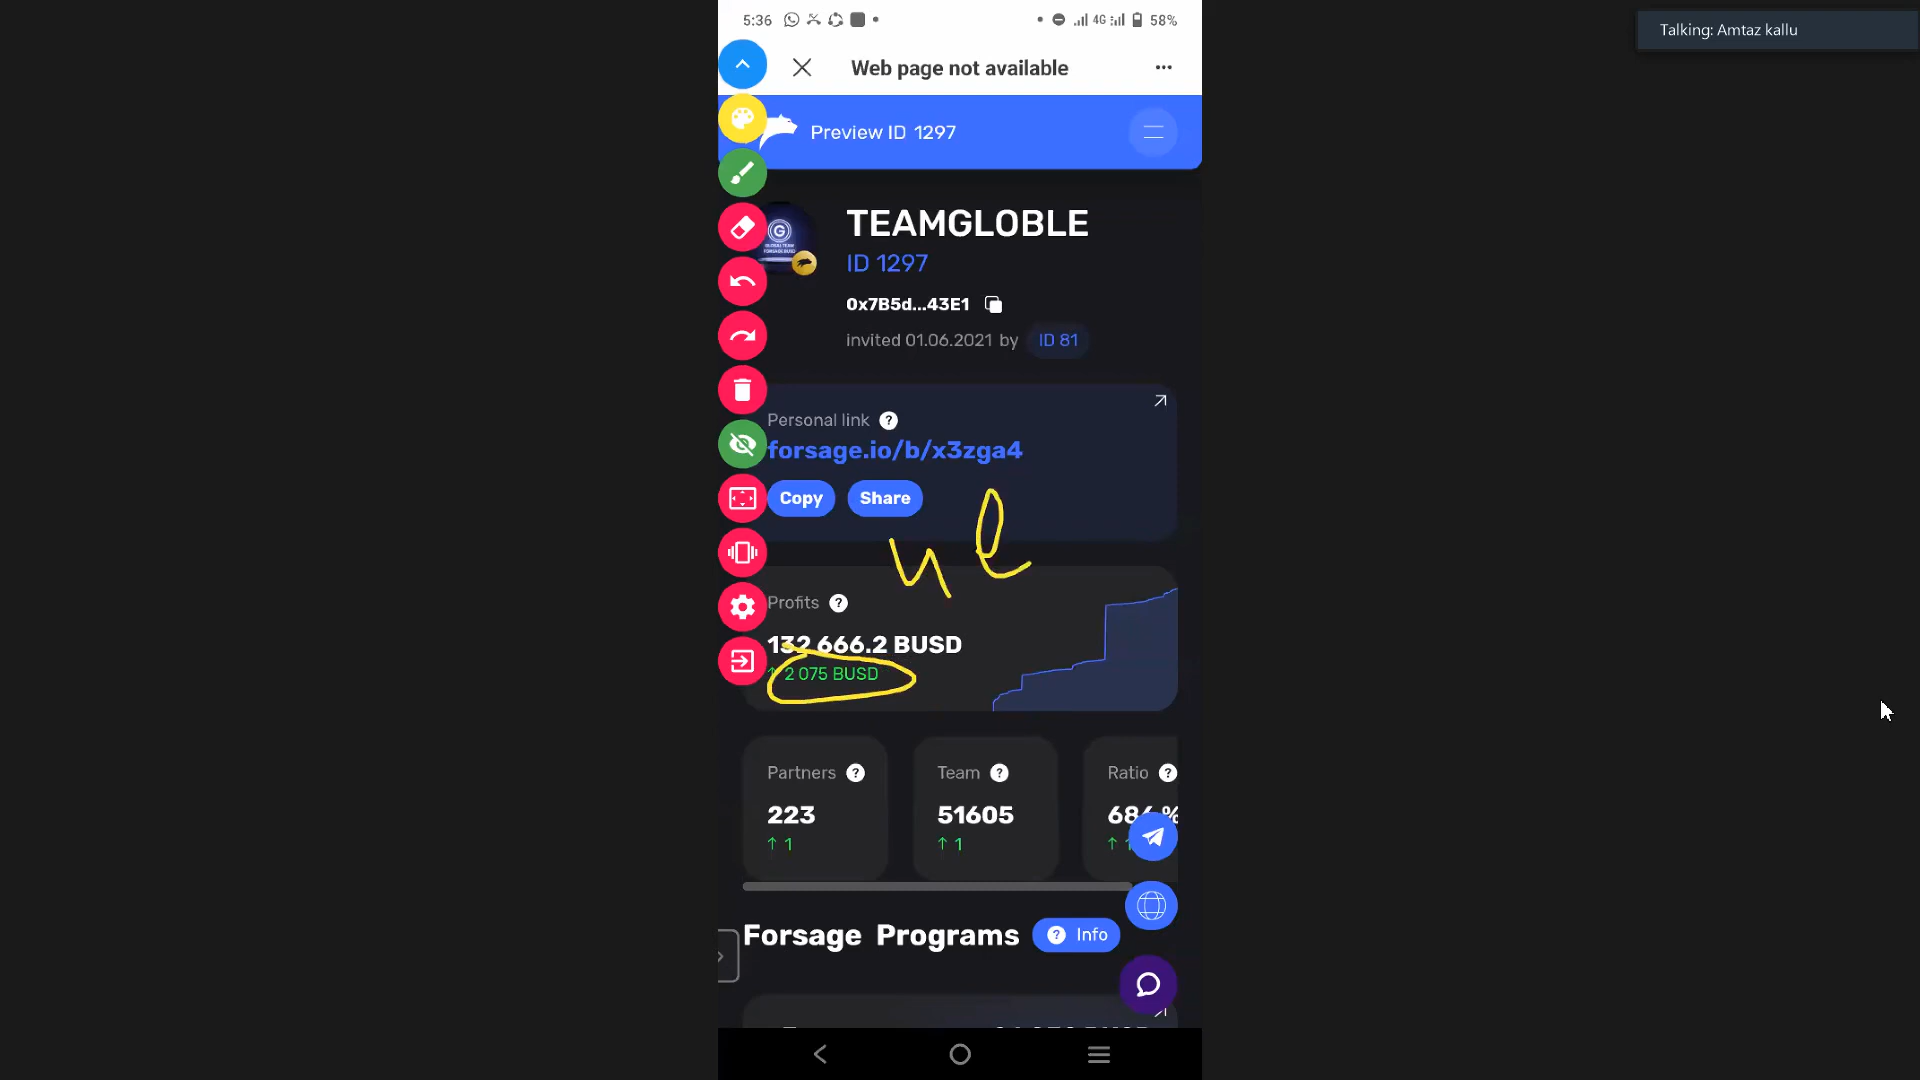 5:36
4G
58%
Talking: Amtaz kallu
Web page not available
Preview ID 1297
TEAMGLOBLE
ID 1297
0x7B5d...43E1
invited 01.06.2021 by ID 81
Personal link ?
forsage.io/b/x3zga4
Copy Share
Profits ?
132 666.2 BUSD
↑ 2 075 BUSD
Partners ? Team ? Ratio ?
223 51605
↑ 1 ↑ 1
Forsage Programs ? Info